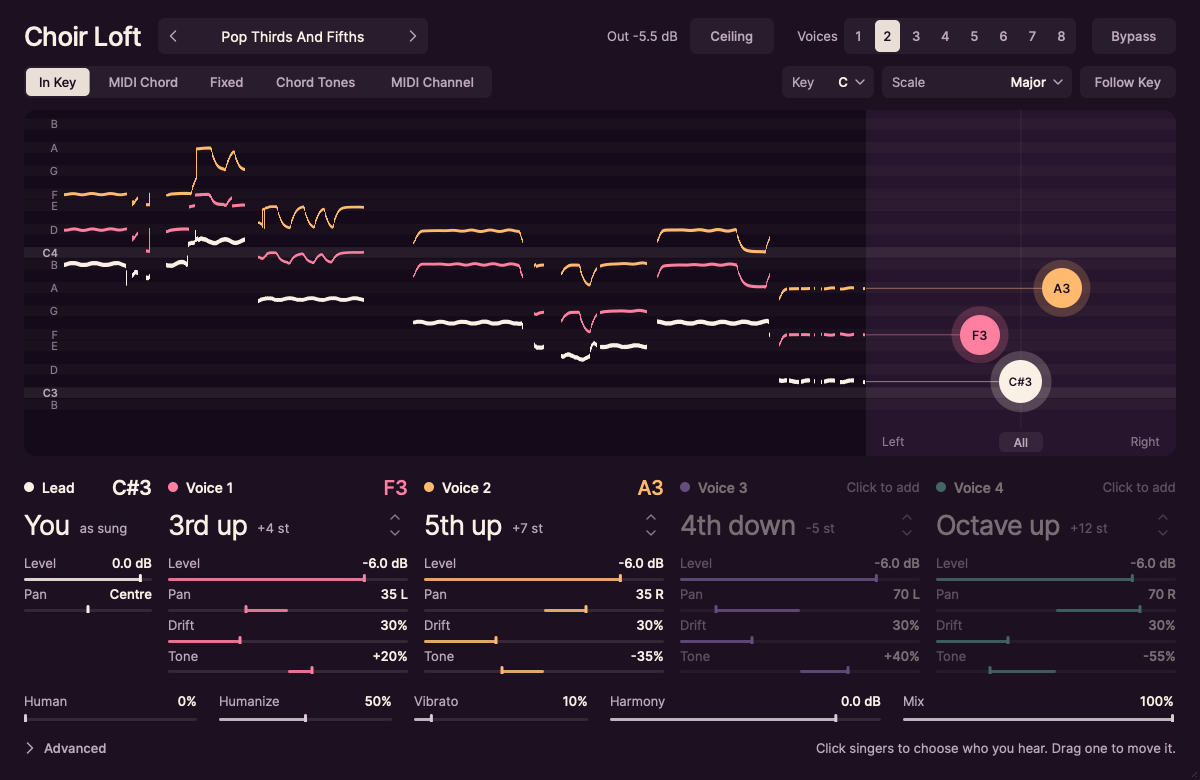 Choir Loft Pop Thirds And Fifths Out -5.5 dB Ceiling Voices 1 2 3 4 5 6 7 8 Bypass
In Key MIDI Chord Fixed Chord Tones MIDI Channel Key C Scale Major Follow Key
B
A
G
F
E
D
C4
B
A
G
F
E
D
C3
B
A3
F3
C#3
Left All Right
Lead C#3 Voice 1 F3 Voice 2 A3 Voice 3 Click to add Voice 4 Click to add
You as sung 3rd up +4 st 5th up +7 st 4th down -5 st Octave up +12 st
Level 0.0 dB Level -6.0 dB Level -6.0 dB Level -6.0 dB Level -6.0 dB
Pan Centre Pan 35 L Pan 35 R Pan 70 L Pan 70 R
Drift 30% Drift 30% Drift 30% Drift 30%
Tone +20% Tone -35% Tone +40% Tone -55%
Human 0% Humanize 50% Vibrato 10% Harmony 0.0 dB Mix 100%
Advanced Click singers to choose who you hear. Drag one to move it.